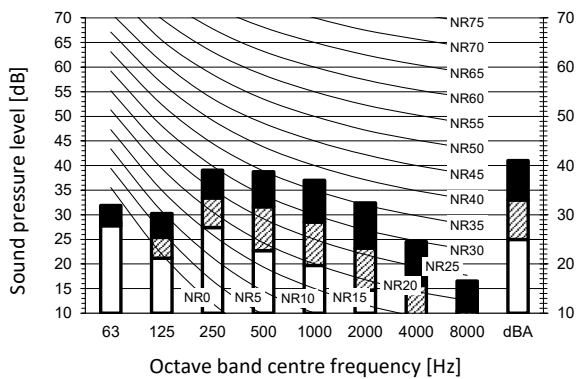 Sound pressure level [dB]
70 NR75 70
NR70
65 65
NR65
60 NR60 60
55 NR55 55
50 NR50 50
45 NR45 45
40 NR40 40
35 NR35 35
30 NR30 30
25 NR25 25
20 NR20 20
15 NR0 NR5 NR10 NR15 15
10 10
63 125 250 500 1000 2000 4000 8000 dBA
Octave band centre frequency [Hz]